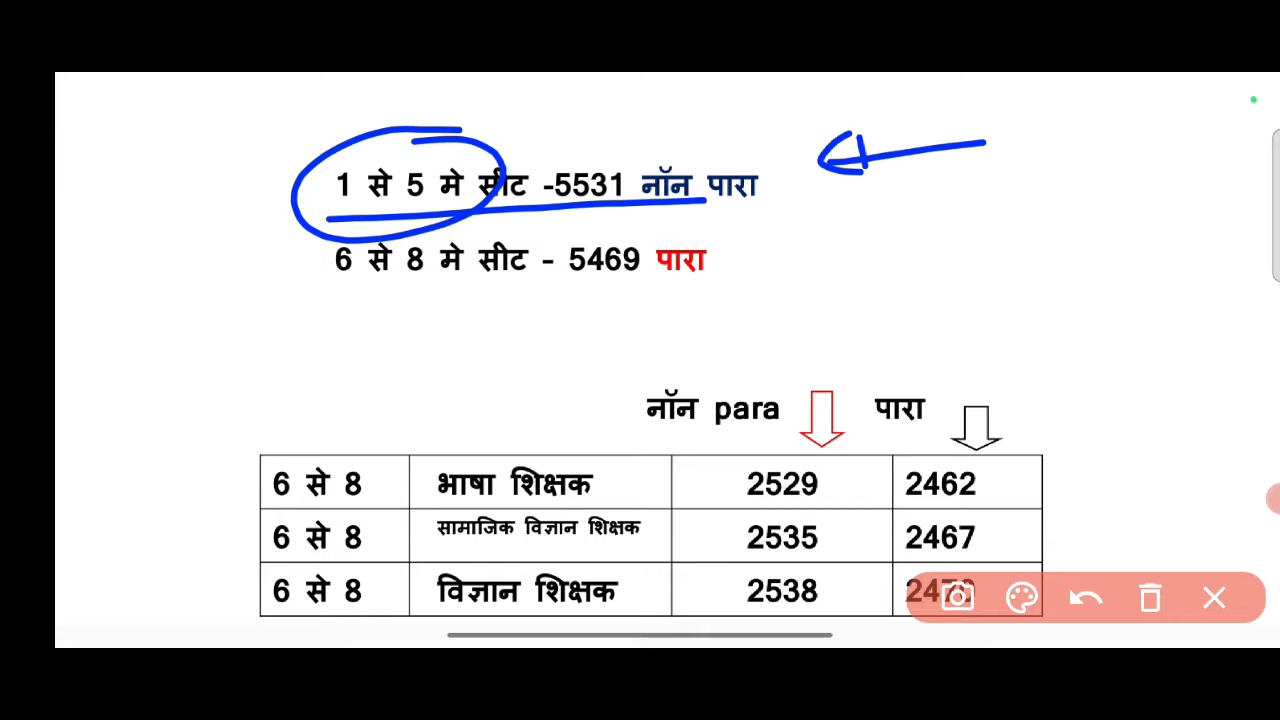 1 से 5 मे सीट -5531 नॉन पारा
6 से 8 मे सीट - 5469 पारा
नॉन para पारा
6 से 8 भाषा शिक्षक 2529 2462
6 से 8 सामाजिक विज्ञान शिक्षक 2535 2467
6 से 8 विज्ञान शिक्षक 2538